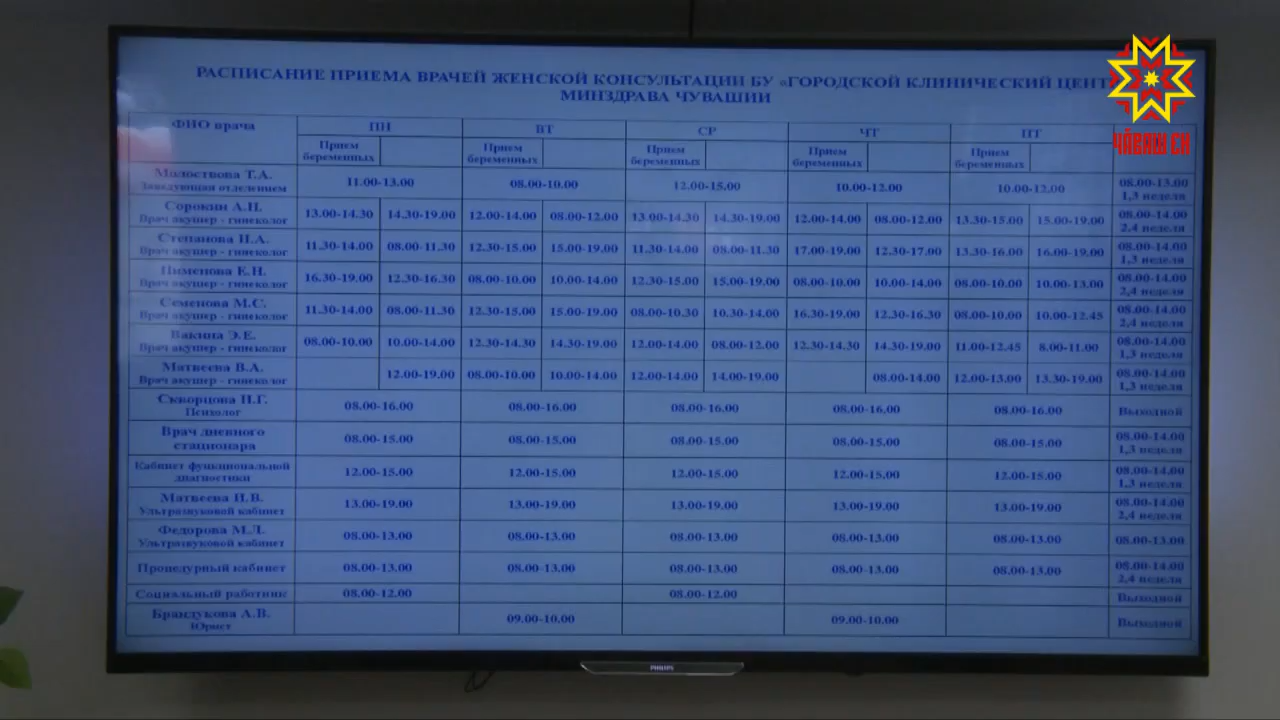 РАСПИСАНИЕ ПРИЕМА ВРАЧЕЙ ЖЕНСКОЙ КОНСУЛЬТАЦИИ БУ «ГОРОДСКОЙ КЛИНИЧЕСКИЙ ЦЕНТ
МИНЗДРАВА ЧУВАШИИ
ЧӐВАШ ЕН
ФИО врача ПН ВТ СР ЧТ ПТ
Прием беременных Прием беременных Прием беременных Прием беременных Прием беременных
Молоствова Т.А. Заведующая отделением 11.00-13.00 08.00-10.00 12.00-15.00 10.00-12.00 10.00-12.00 08.00-13.00 1,3 неделя
Сорокин А.Н. Врач акушер - гинеколог 13.00-14.30 14.30-19.00 12.00-14.00 08.00-12.00 13.00-14.30 14.30-19.00 12.00-14.00 08.00-12.00 13.30-15.00 15.00-19.00 08.00-14.00 2,4 неделя
Степанова И.А. Врач акушер - гинеколог 11.30-14.00 08.00-11.30 12.30-15.00 15.00-19.00 11.30-14.00 08.00-11.30 17.00-19.00 12.30-17.00 13.30-16.00 16.00-19.00 08.00-14.00 1,3 неделя
Пименова Е.Н. Врач акушер - гинеколог 16.30-19.00 12.30-16.30 08.00-10.00 10.00-14.00 12.30-15.00 15.00-19.00 08.00-10.00 10.00-14.00 08.00-10.00 10.00-13.00 08.00-14.00 2,4 неделя
Семенова М.С. Врач акушер - гинеколог 11.30-14.00 08.00-11.30 12.30-15.00 15.00-19.00 08.00-10.30 10.30-14.00 16.30-19.00 12.30-16.30 08.00-10.00 10.00-12.45 08.00-14.00 2,4 неделя
Вакина Э.Е. Врач акушер - гинеколог 08.00-10.00 10.00-14.00 12.30-14.30 14.30-19.00 12.00-14.00 08.00-12.00 12.30-14.30 14.30-19.00 11.00-12.45 8.00-11.00 08.00-14.00 1,3 неделя
Матвеева В.А. Врач акушер - гинеколог 12.00-19.00 08.00-10.00 10.00-14.00 12.00-14.00 14.00-19.00 08.00-14.00 12.00-13.00 13.30-19.00 08.00-14.00 1,3 неделя
Скворцова Н.Г. Психолог 08.00-16.00 08.00-16.00 08.00-16.00 08.00-16.00 08.00-16.00 Выходной
Врач дневного стационара 08.00-15.00 08.00-15.00 08.00-15.00 08.00-15.00 08.00-15.00 08.00-14.00 1,3 неделя
Кабинет функциональной диагностики 12.00-15.00 12.00-15.00 12.00-15.00 12.00-15.00 12.00-15.00 08.00-14.00 1,3 неделя
Матвеева И.В. Ультразвуковой кабинет 13.00-19.00 13.00-19.00 13.00-19.00 13.00-19.00 13.00-19.00 08.00-14.00 2,4 неделя
Федорова М.Л. Ультразвуковой кабинет 08.00-13.00 08.00-13.00 08.00-13.00 08.00-13.00 08.00-13.00 08.00-13.00
Процедурный кабинет 08.00-13.00 08.00-13.00 08.00-13.00 08.00-13.00 08.00-13.00 08.00-14.00 2,4 неделя
Социальный работник 08.00-12.00 08.00-12.00 Выходной
Брандукова А.В. Юрист 09.00-10.00 09.00-10.00 Выходной
PHILIPS